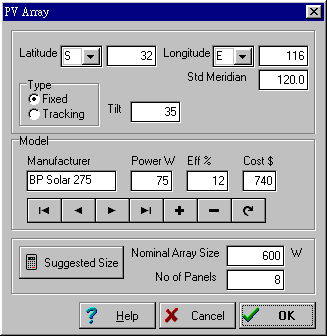 PV Array
Latitude S 32 Longitude E 116
Std Meridian 120.0
Type
Fixed
Tracking
Tilt 35
Model
Manufacturer Power W Eff % Cost $
BP Solar 275 75 12 740
Suggested Size
Nominal Array Size 600 W
No of Panels 8
? Help Cancel OK